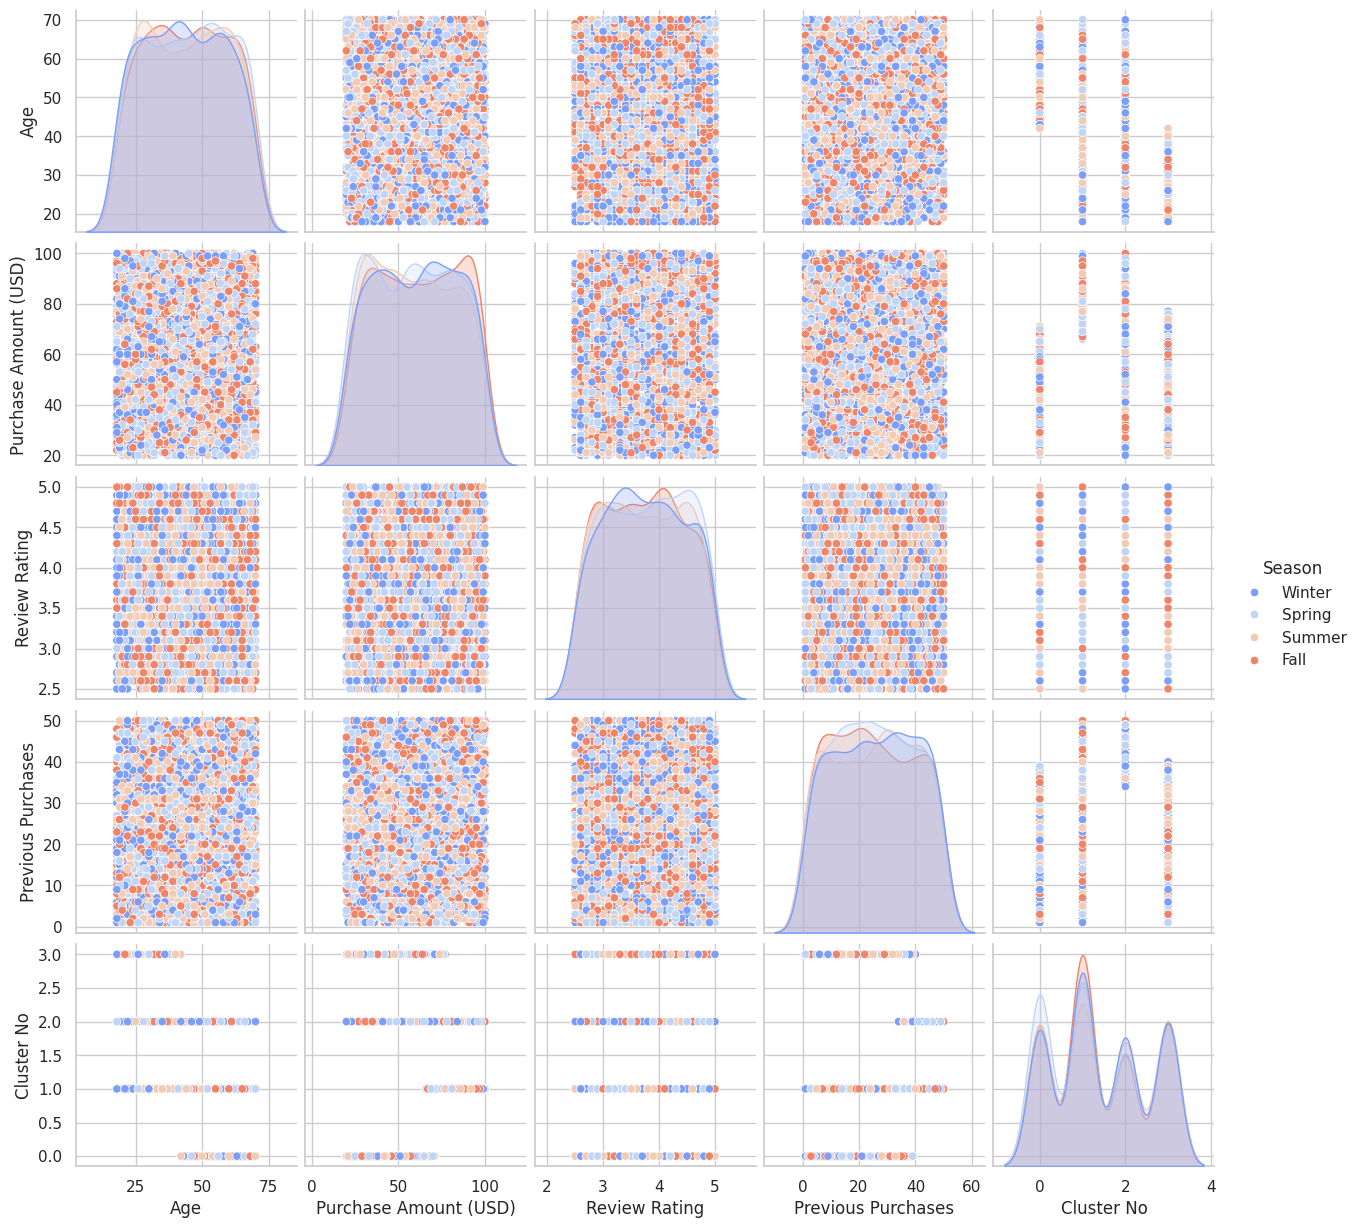 70
60
50
40
30
20
Age
100
80
60
40
20
Purchase Amount (USD)
5.0
4.5
4.0
3.5
3.0
2.5
Review Rating
50
40
30
20
10
0
Previous Purchases
3.0
2.5
2.0
1.5
1.0
0.5
0.0
Cluster No
25 50 75
Age
0 50 100
Purchase Amount (USD)
2 3 4 5
Review Rating
0 20 40 60
Previous Purchases
0 2 4
Cluster No
Season
Winter
Spring
Summer
Fall